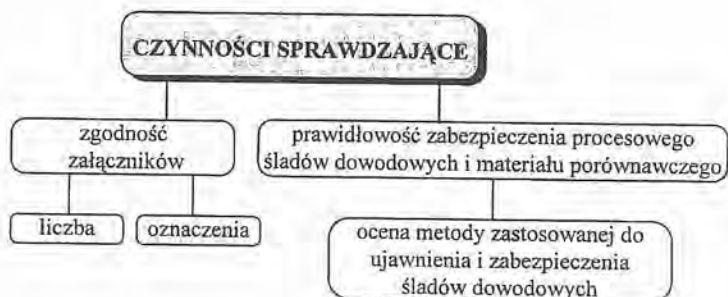 CZYNNOŚCI SPRAWDZAJĄCE
zgodność
załączników
prawidłowość zabezpieczenia procesowego
śladów dowodowych i materiału porównawczego
liczba
oznaczenia
ocena metody zastosowanej do
ujawnienia i zabezpieczenia
śladów dowodowych